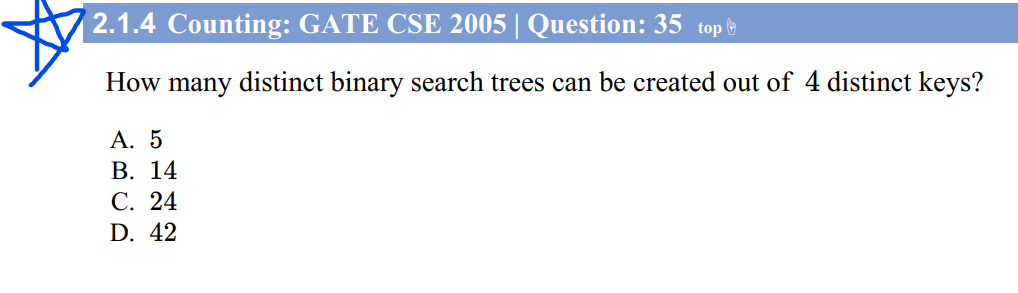 2.1.4 Counting: GATE CSE 2005 | Question: 35 top
How many distinct binary search trees can be created out of 4 distinct keys?
A. 5
B. 14
C. 24
D. 42